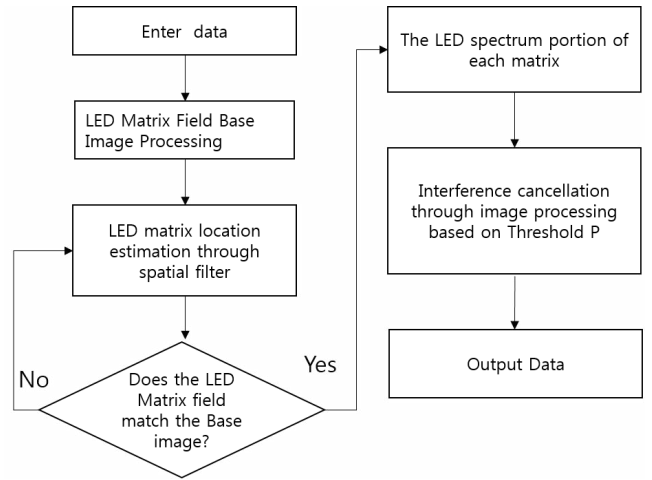 Enter data
LED Matrix Field Base
Image Processing
LED matrix location
estimation through
spatial filter
No
Does the LED
Matrix field
match the Base
image?
Yes
The LED spectrum portion of
each matrix
Interference cancellation
through image processing
based on Threshold P
Output Data